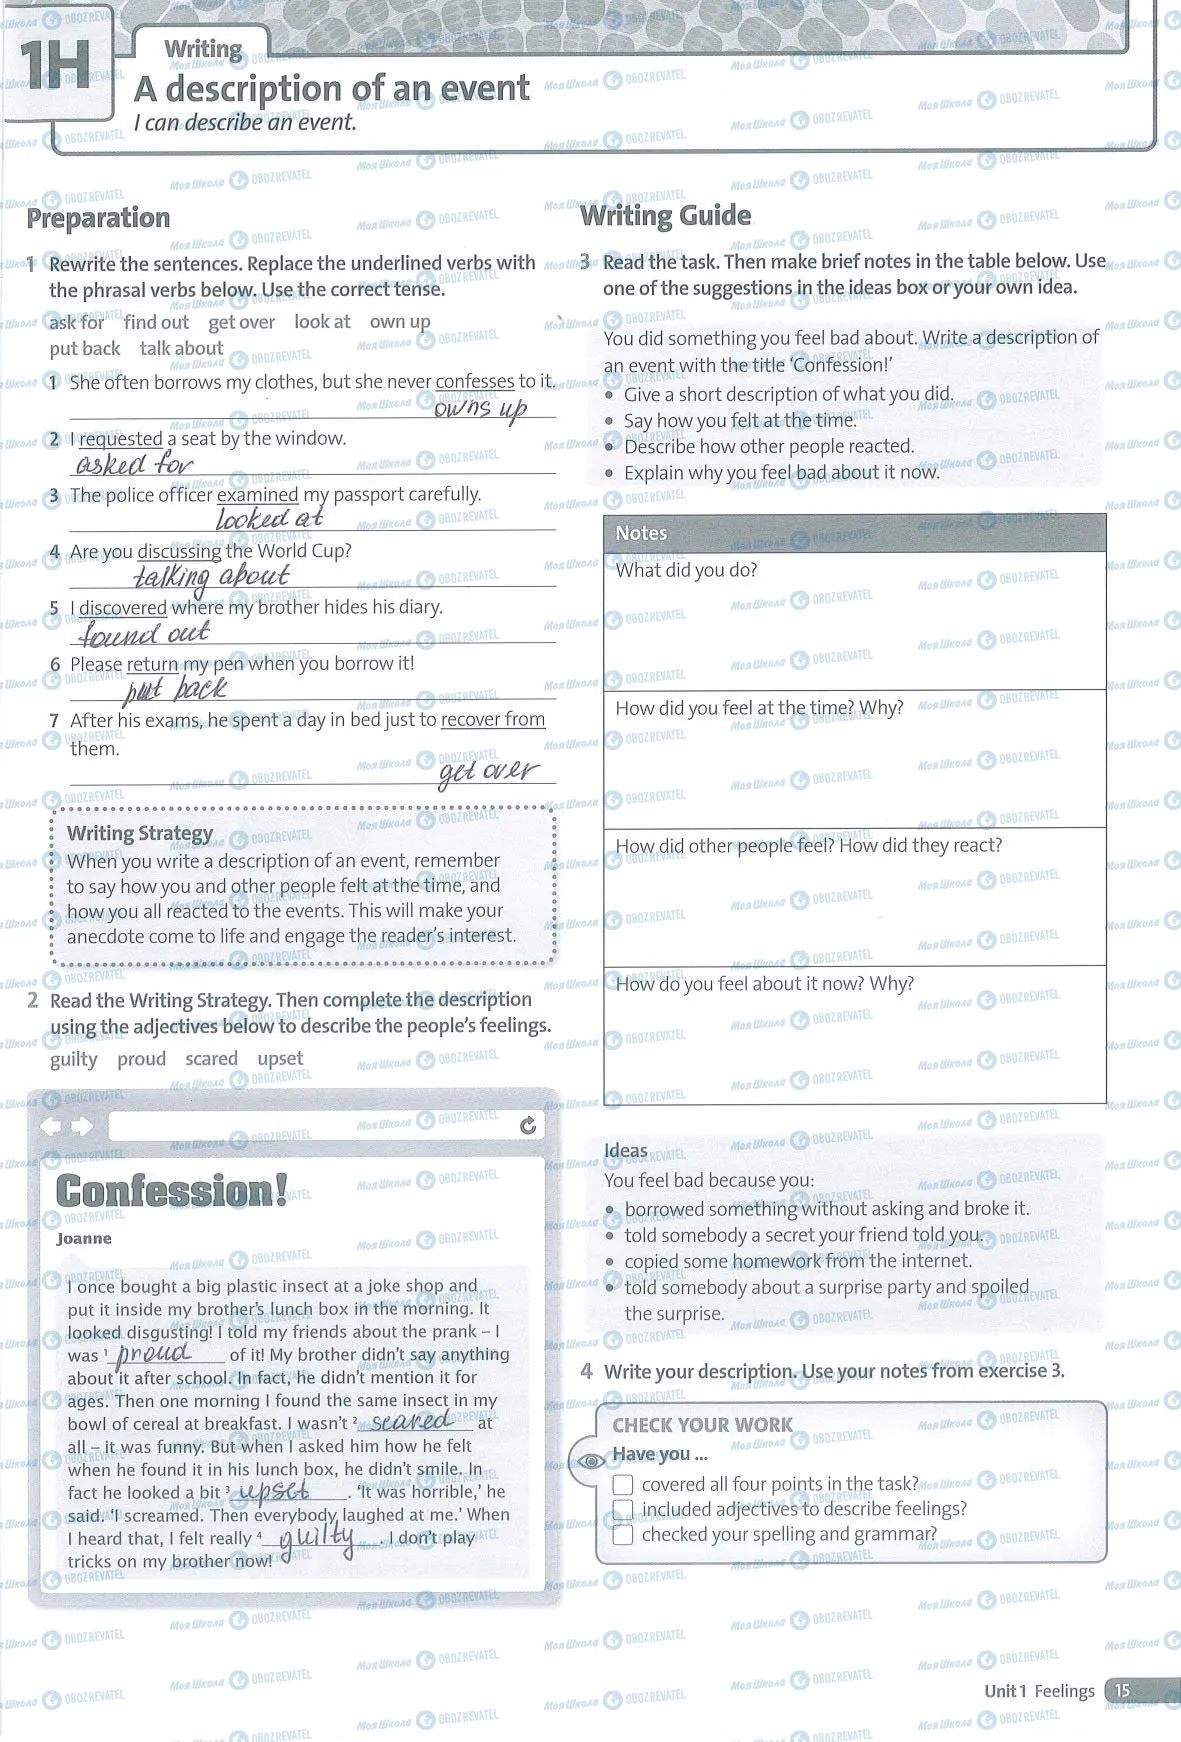 1H
Writing
A description of an event
I can describe an event.
Preparation
1 Rewrite the sentences. Replace the underlined verbs with
the phrasal verbs below. Use the correct tense.
ask for find out get over look at own up
put back talk about
1 She often borrows my clothes, but she never confesses to it.
owns up
2 I requested a seat by the window.
asked for
3 The police officer examined my passport carefully.
looked at
4 Are you discussing the World Cup?
talking about
5 I discovered where my brother hides his diary.
found out
6 Please return my pen when you borrow it!
put back
7 After his exams, he spent a day in bed just to recover from
them.
get over
Writing Strategy
When you write a description of an event, remember
to say how you and other people felt at the time, and
how you all reacted to the events. This will make your
anecdote come to life and engage the reader's interest.
2 Read the Writing Strategy. Then complete the description
using the adjectives below to describe the people's feelings.
guilty proud scared upset
Confession!
Joanne
I once bought a big plastic insect at a joke shop and
put it inside my brother's lunch box in the morning. It
looked disgusting! I told my friends about the prank – I
was 1 proud of it! My brother didn't say anything
about it after school. In fact, he didn't mention it for
ages. Then one morning I found the same insect in my
bowl of cereal at breakfast. I wasn't 2 scared at
all – it was funny. But when I asked him how he felt
when he found it in his lunch box, he didn't smile. In
fact he looked a bit 3 upset . 'It was horrible,' he
said. 'I screamed. Then everybody laughed at me.' When
I heard that, I felt really 4 guilty . I don't play
tricks on my brother now!
Writing Guide
3 Read the task. Then make brief notes in the table below. Use
one of the suggestions in the ideas box or your own idea.
You did something you feel bad about. Write a description of
an event with the title 'Confession!'
• Give a short description of what you did.
• Say how you felt at the time.
• Describe how other people reacted.
• Explain why you feel bad about it now.
Notes
What did you do?
How did you feel at the time? Why?
How did other people feel? How did they react?
How do you feel about it now? Why?
Ideas
You feel bad because you:
• borrowed something without asking and broke it.
• told somebody a secret your friend told you.
• copied some homework from the internet.
• told somebody about a surprise party and spoiled
the surprise.
4 Write your description. Use your notes from exercise 3.
CHECK YOUR WORK
Have you ...
covered all four points in the task?
included adjectives to describe feelings?
checked your spelling and grammar?
Unit 1 Feelings 15
Моя Школа OBOZREVATEL